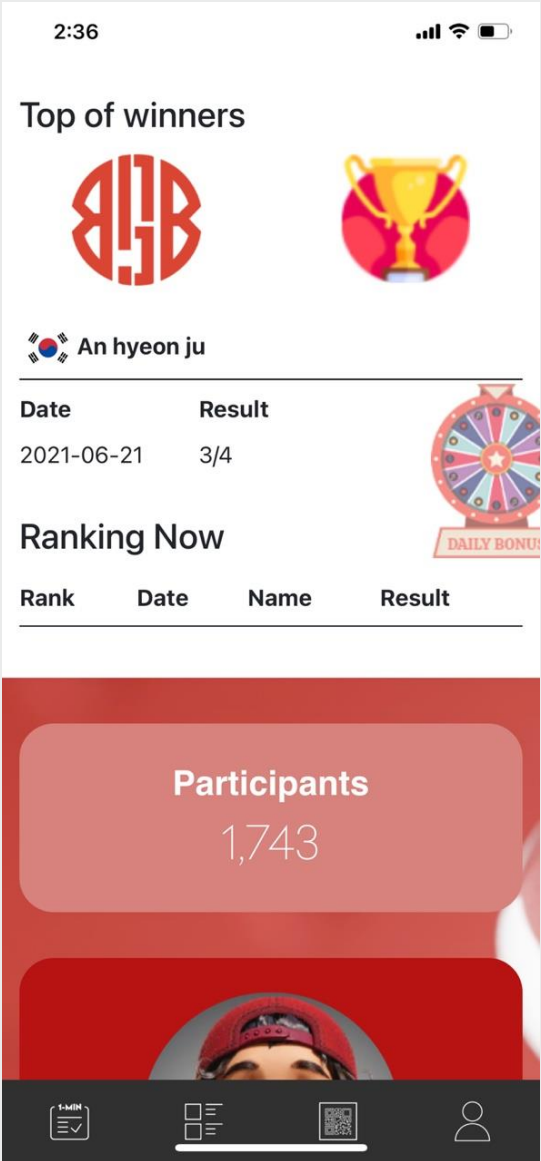 2:36
Top of winners
An hyeon ju
Date Result
2021-06-21 3/4
DAILY BONUS
Ranking Now
Rank Date Name Result
Participants
1,743
1-MIN